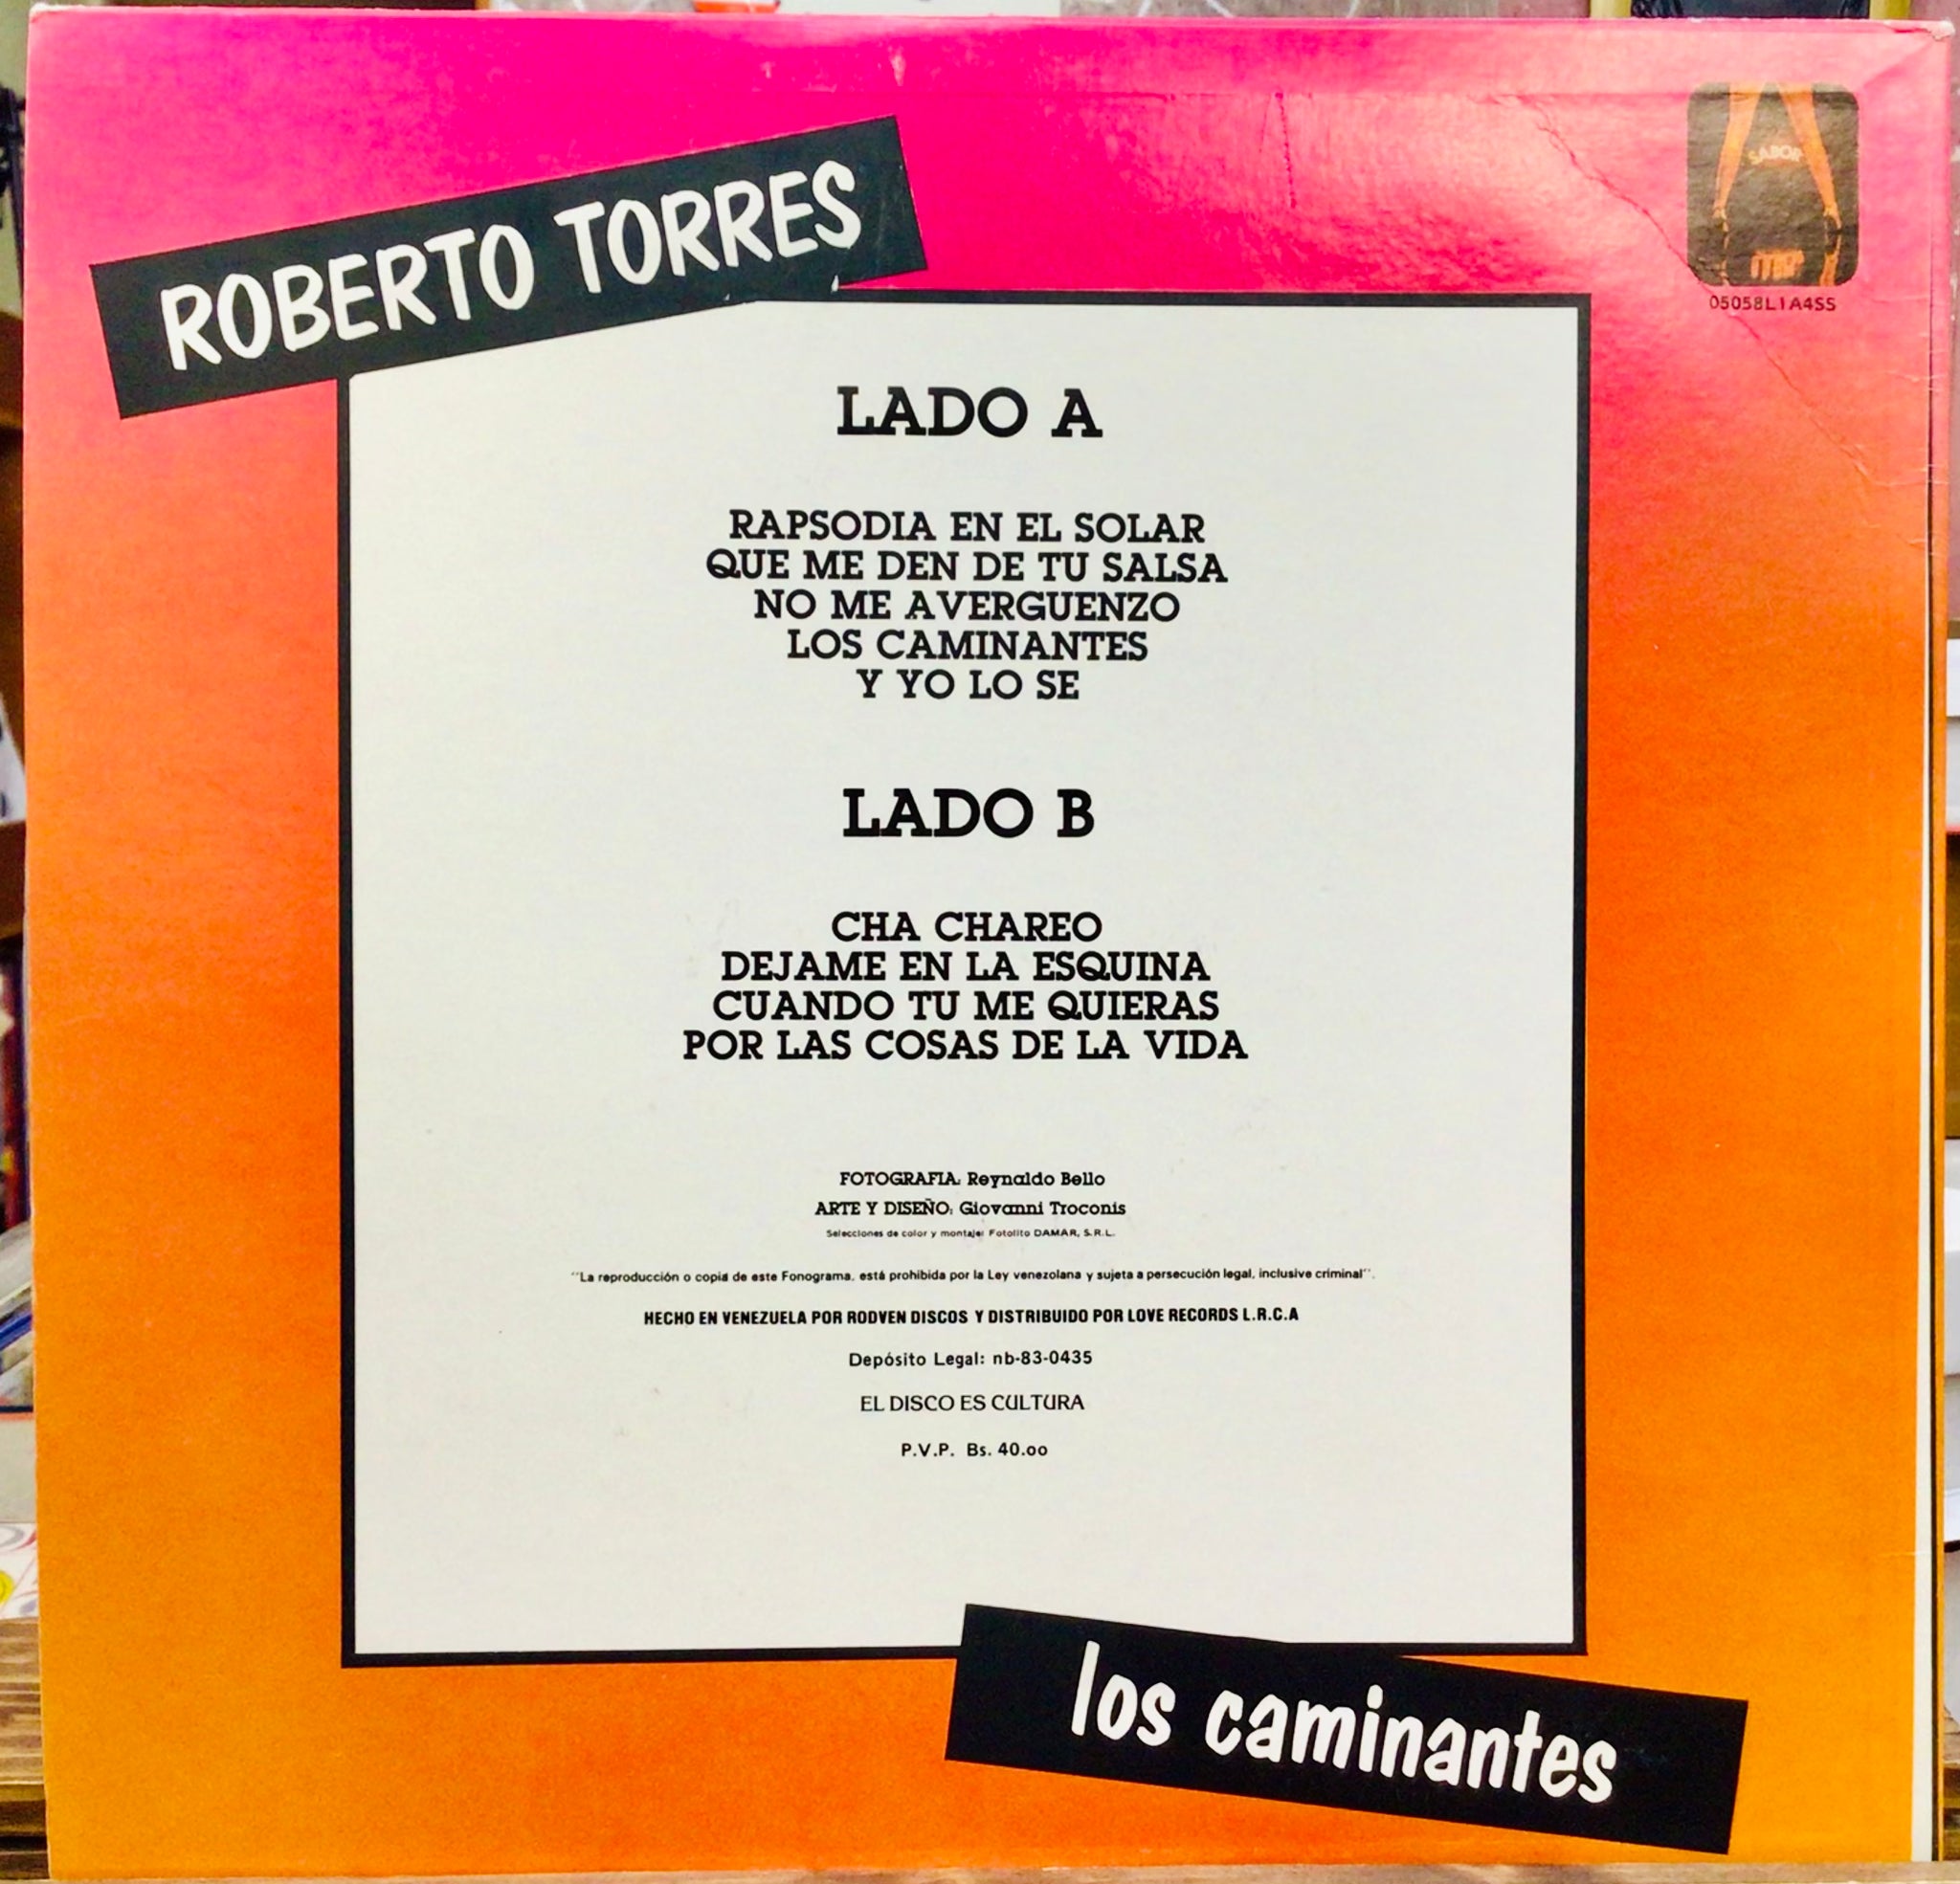 ROBERTO TORRES
SABOR
05058L1A4SS
LADO A
RAPSODIA EN EL SOLAR
QUE ME DEN DE TU SALSA
NO ME AVERGUENZO
LOS CAMINANTES
Y YO LO SE
LADO B
CHA CHAREO
DEJAME EN LA ESQUINA
CUANDO TU ME QUIERAS
POR LAS COSAS DE LA VIDA
FOTOGRAFIA: Reynaldo Bello
ARTE Y DISEÑO: Giovanni Troconis
Selecciones de color y montaje: Fotolito DAMAR, S.R.L.
"La reproducción o copia de este Fonograma, está prohibida por la Ley venezolana y sujeta a persecución legal, inclusive criminal".
HECHO EN VENEZUELA POR RODVEN DISCOS Y DISTRIBUIDO POR LOVE RECORDS L.R.C.A
Depósito Legal: nb-83-0435
EL DISCO ES CULTURA
P.V.P. Bs. 40.oo
los caminantes